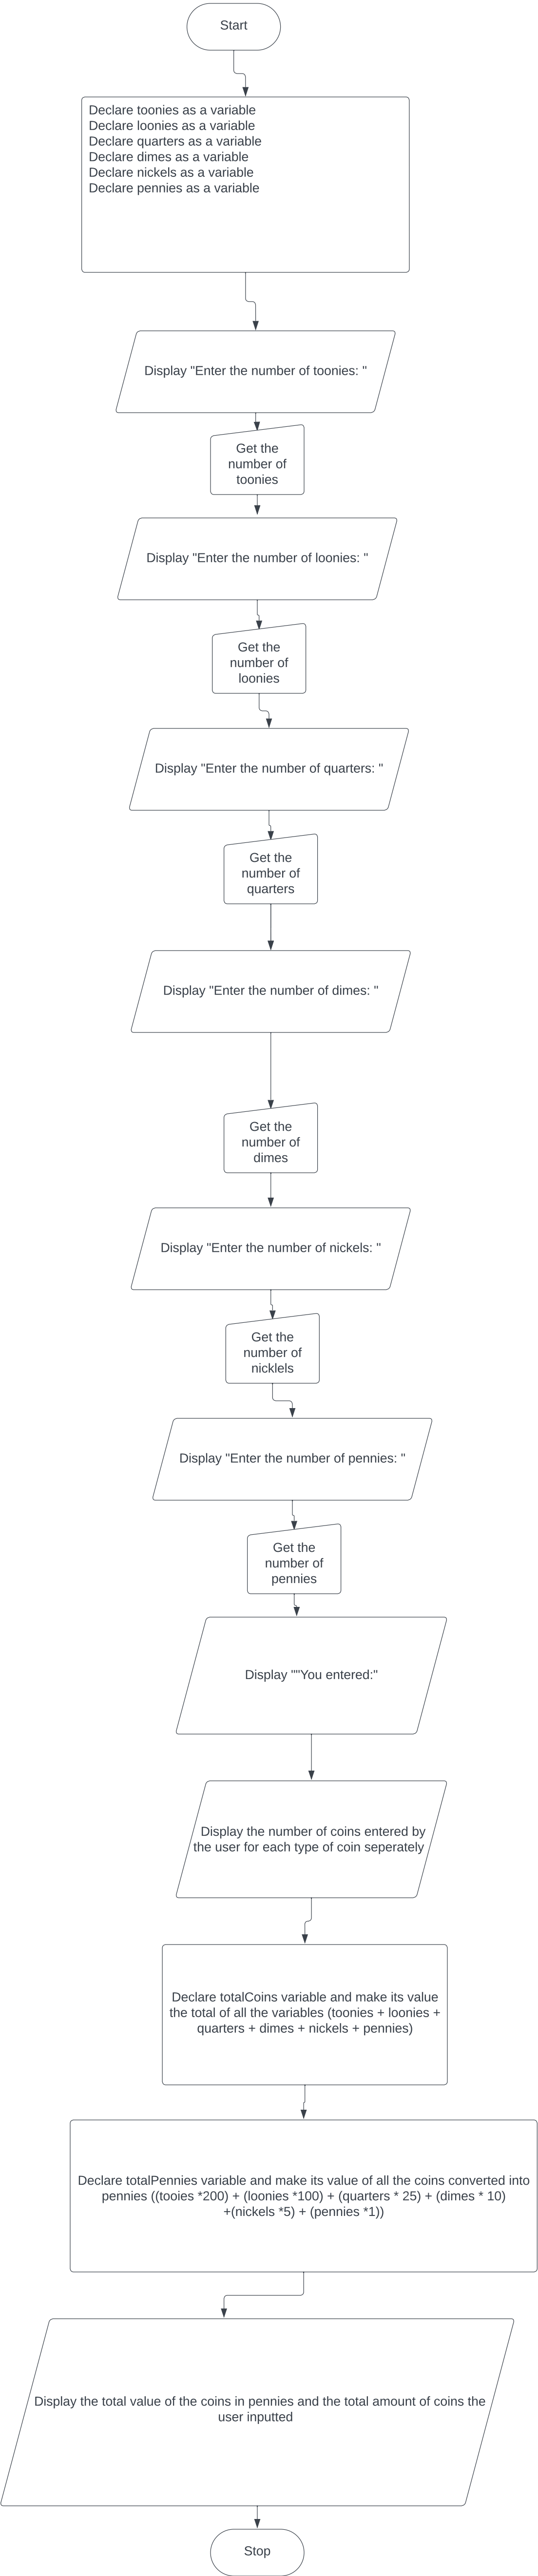 Start
Declare toonies as a variable
Declare loonies as a variable
Declare quarters as a variable
Declare dimes as a variable
Declare nickels as a variable
Declare pennies as a variable
Display "Enter the number of toonies: "
Get the
number of
toonies
Display "Enter the number of loonies: "
Get the
number of
loonies
Display "Enter the number of quarters: "
Get the
number of
quarters
Display "Enter the number of dimes: "
Get the
number of
dimes
Display "Enter the number of nickels: "
Get the
number of
nicklels
Display "Enter the number of pennies: "
Get the
number of
pennies
Display ""You entered:"
Display the number of coins entered by
the user for each type of coin seperately
Declare totalCoins variable and make its value
the total of all the variables (toonies + loonies +
quarters + dimes + nickels + pennies)
Declare totalPennies variable and make its value of all the coins converted into
pennies ((tooies *200) + (loonies *100) + (quarters * 25) + (dimes * 10)
+(nickels *5) + (pennies *1))
Display the total value of the coins in pennies and the total amount of coins the
user inputted
Stop